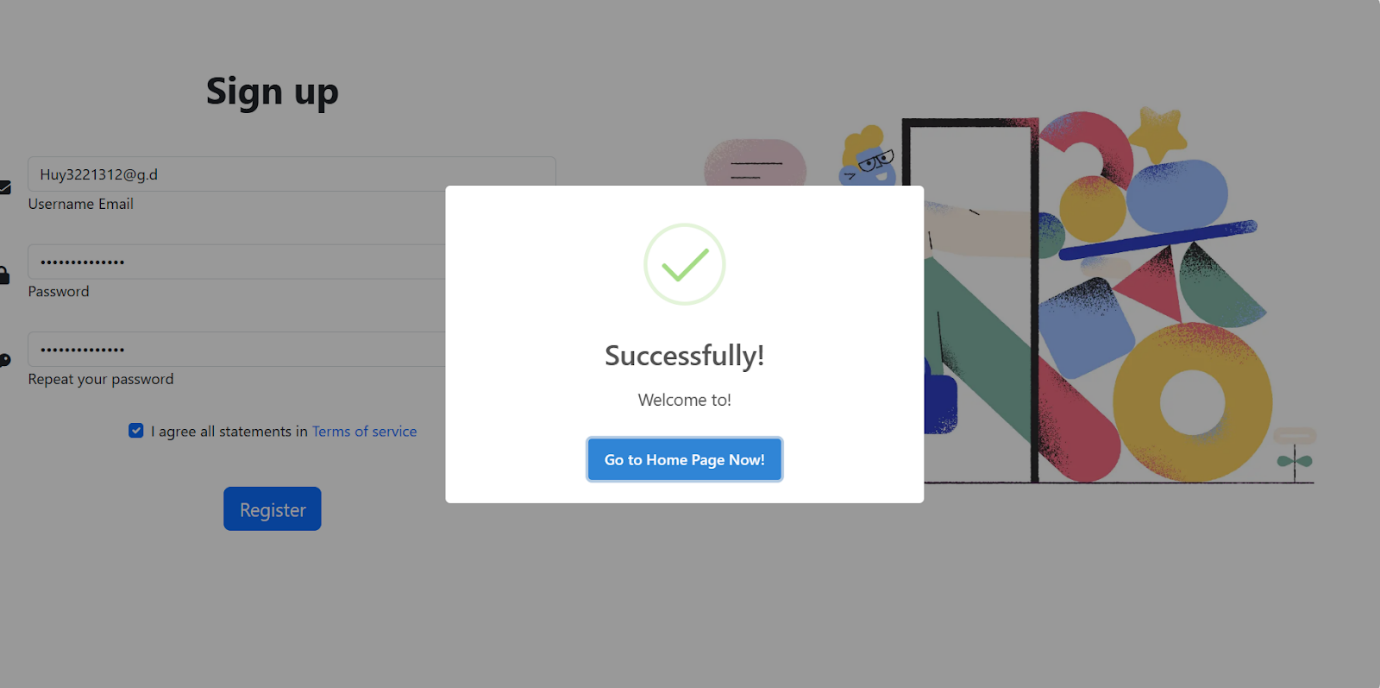 Sign up
Huy3221312@g.d
Username Email
••••••••••••••
Password
••••••••••••••
Repeat your password
I agree all statements in Terms of service
Register
Successfully!
Welcome to!
Go to Home Page Now!